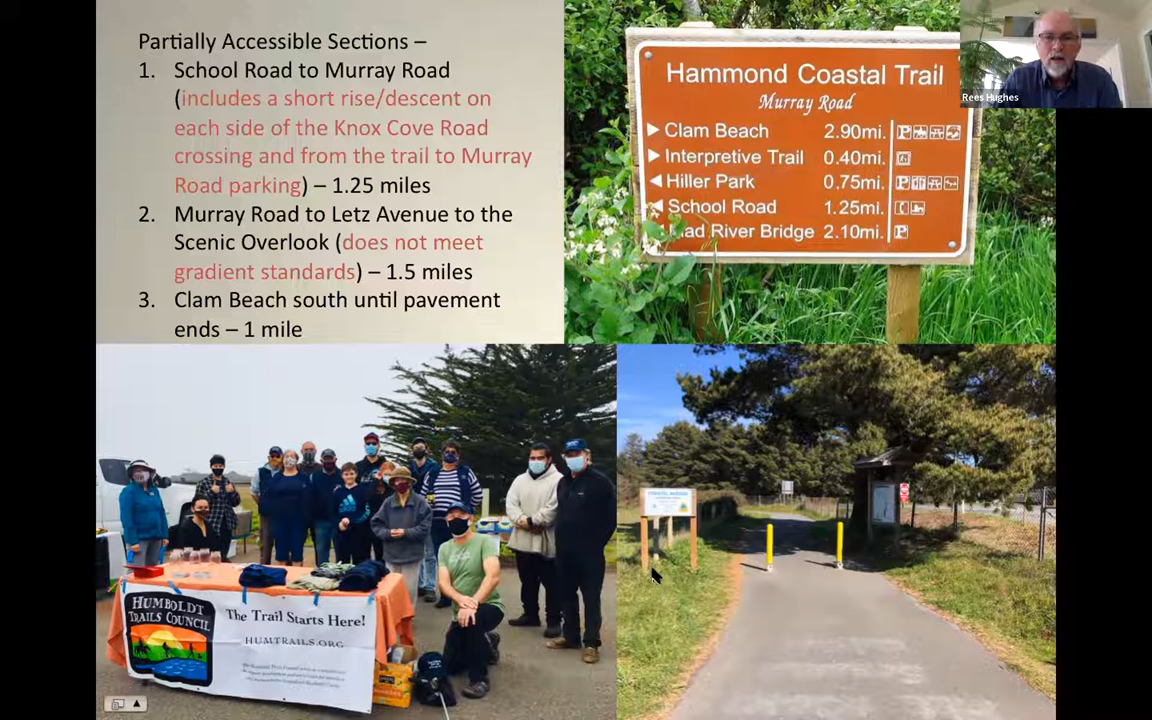 Partially Accessible Sections –
1. School Road to Murray Road
(includes a short rise/descent on
each side of the Knox Cove Road
crossing and from the trail to Murray
Road parking) – 1.25 miles
2. Murray Road to Letz Avenue to the
Scenic Overlook (does not meet
gradient standards) – 1.5 miles
3. Clam Beach south until pavement
ends – 1 mile
Hammond Coastal Trail
Murray Road
Clam Beach 2.90mi.
Interpretive Trail 0.40mi.
Hiller Park 0.75mi.
School Road 1.25mi.
Mad River Bridge 2.10mi.
Rees Hughes
HUMBOLDT
TRAILS COUNCIL
The Trail Starts Here!
HUMTRAILS.ORG